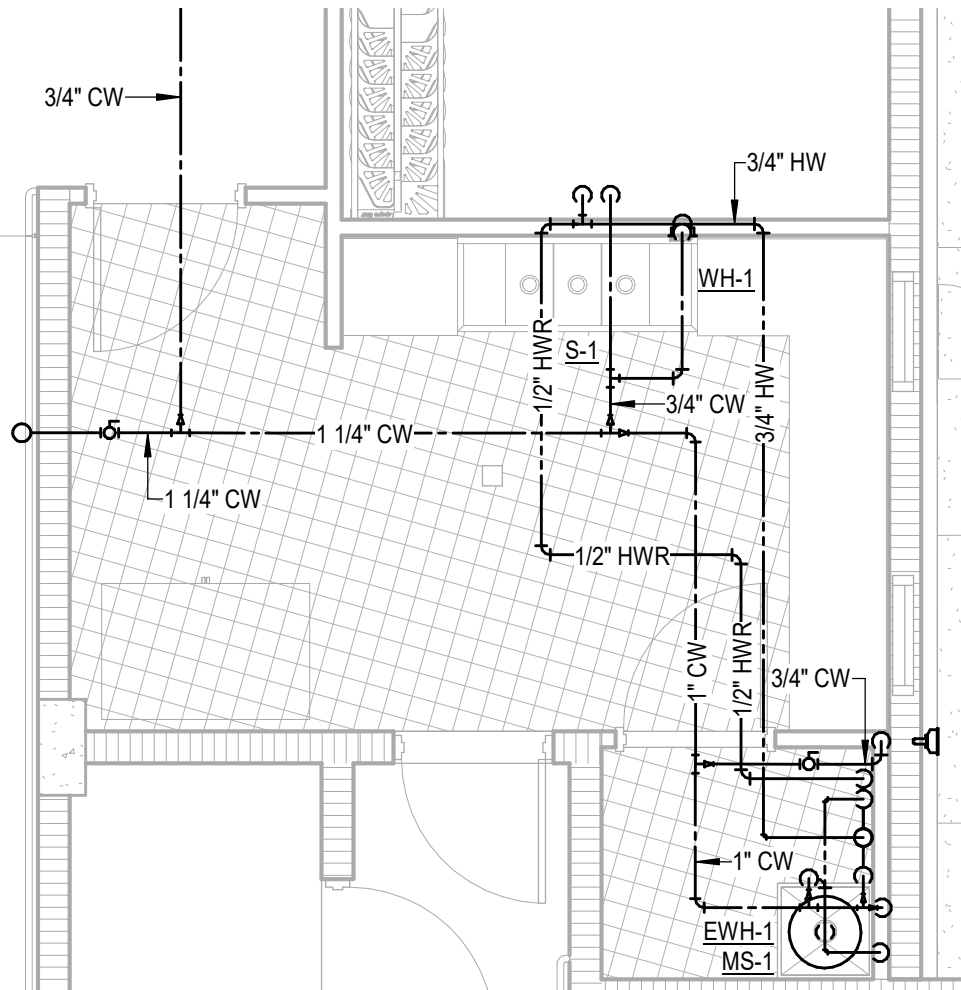 3/4" CW
3/4" HW
WH-1
S-1
1/2" HWR
3/4" HW
3/4" CW
1 1/4" CW
1 1/4" CW
1/2" HWR
1" CW
1/2" HWR
3/4" CW
1" CW
EWH-1
MS-1